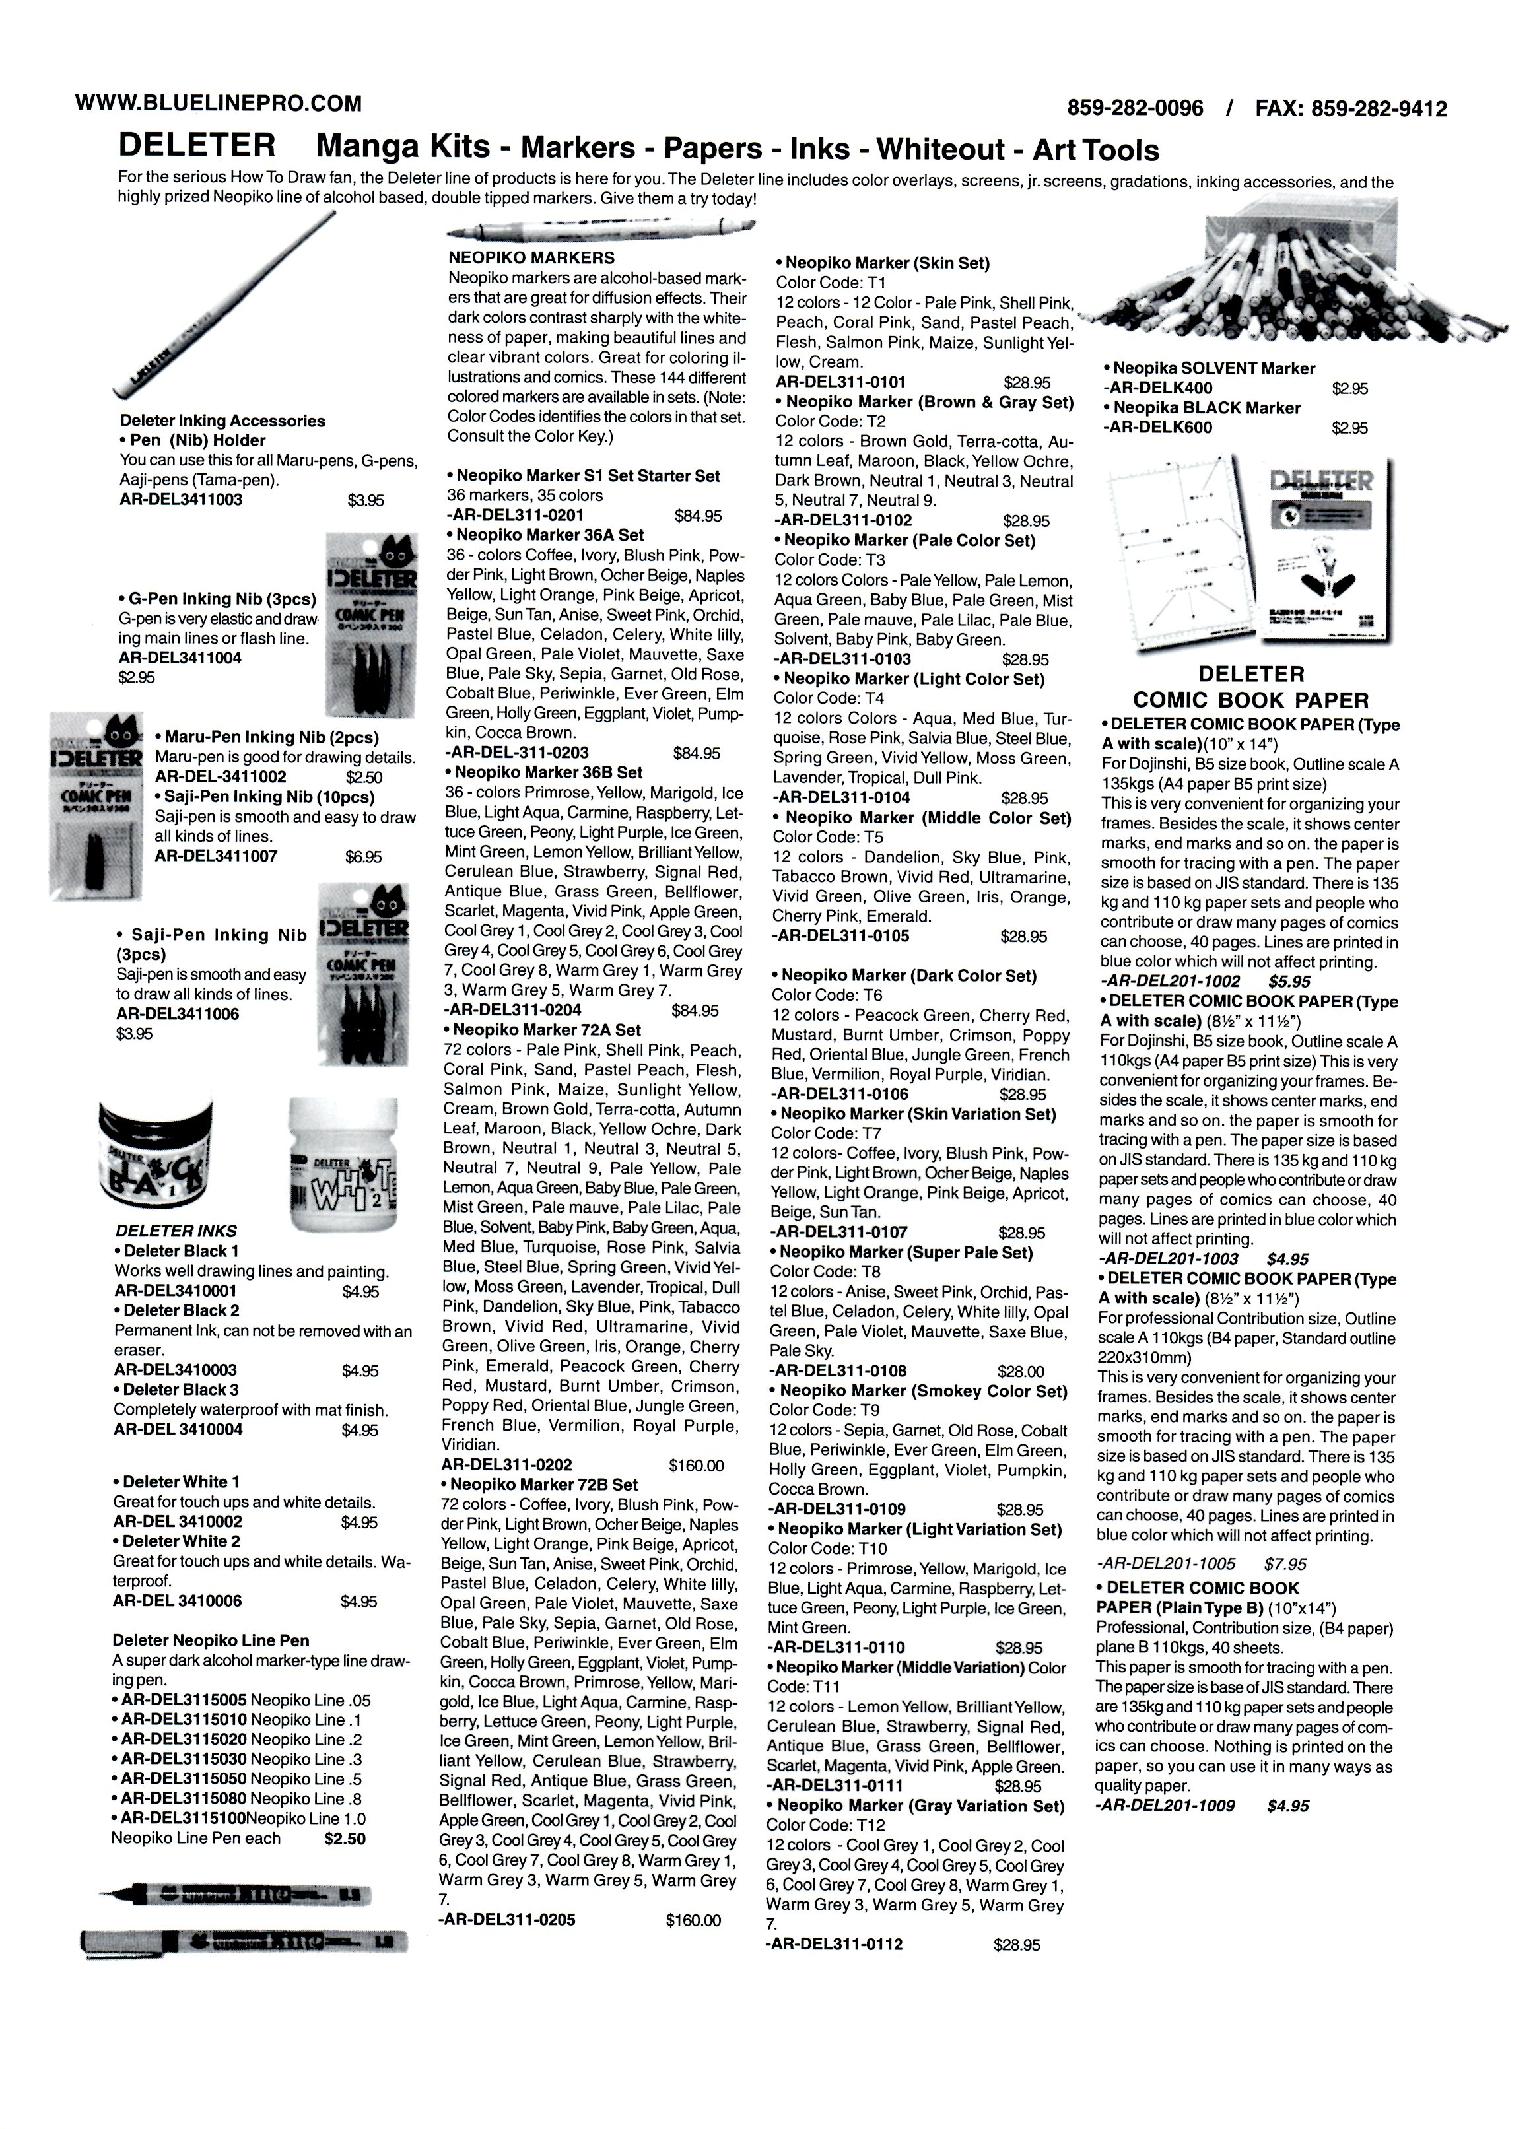 WWW.BLUELINEPRO.COM
859-282-0096 / FAX: 859-282-9412
DELETER Manga Kits - Markers - Papers - Inks - Whiteout - Art Tools
For the serious How To Draw fan, the Deleter line of products is here for you. The Deleter line includes color overlays, screens, jr. screens, gradations, inking accessories, and the
highly prized Neopiko line of alcohol based, double tipped markers. Give them a try today!
Deleter Inking Accessories
• Pen (Nib) Holder
You can use this for all Maru-pens, G-pens,
Aaji-pens (Tama-pen).
AR-DEL3411003 $3.95
DELETER
COMIC PEN
• G-Pen Inking Nib (3pcs)
G-pen is very elastic and draw
ing main lines or flash line.
AR-DEL3411004
$2.95
DELETER
COMIC PEN
• Maru-Pen Inking Nib (2pcs)
Maru-pen is good for drawing details.
AR-DEL-3411002 $2.50
• Saji-Pen Inking Nib (10pcs)
Saji-pen is smooth and easy to draw
all kinds of lines.
AR-DEL3411007 $6.95
DELETER
COMIC PEN
• Saji-Pen Inking Nib
(3pcs)
Saji-pen is smooth and easy
to draw all kinds of lines.
AR-DEL3411006
$3.95
DELETER
BLACK 1
DELETER
WHITE 2
DELETER INKS
• Deleter Black 1
Works well drawing lines and painting.
AR-DEL3410001 $4.95
• Deleter Black 2
Permanent Ink, can not be removed with an
eraser.
AR-DEL3410003 $4.95
• Deleter Black 3
Completely waterproof with mat finish.
AR-DEL 3410004 $4.95
• Deleter White 1
Great for touch ups and white details.
AR-DEL 3410002 $4.95
• Deleter White 2
Great for touch ups and white details. Wa-
terproof.
AR-DEL 3410006 $4.95
Deleter Neopiko Line Pen
A super dark alcohol marker-type line draw-
ing pen.
• AR-DEL3115005 Neopiko Line .05
• AR-DEL3115010 Neopiko Line .1
• AR-DEL3115020 Neopiko Line .2
• AR-DEL3115030 Neopiko Line .3
• AR-DEL3115050 Neopiko Line .5
• AR-DEL3115080 Neopiko Line .8
• AR-DEL3115100Neopiko Line 1.0
Neopiko Line Pen each $2.50
NEOPIKO MARKERS
Neopiko markers are alcohol-based mark-
ers that are great for diffusion effects. Their
dark colors contrast sharply with the white-
ness of paper, making beautiful lines and
clear vibrant colors. Great for coloring il-
lustrations and comics. These 144 different
colored markers are available in sets. (Note:
Color Codes identifies the colors in that set.
Consult the Color Key.)
• Neopiko Marker S1 Set Starter Set
36 markers, 35 colors
-AR-DEL311-0201 $84.95
• Neopiko Marker 36A Set
36 - colors Coffee, Ivory, Blush Pink, Pow-
der Pink, Light Brown, Ocher Beige, Naples
Yellow, Light Orange, Pink Beige, Apricot,
Beige, Sun Tan, Anise, Sweet Pink, Orchid,
Pastel Blue, Celadon, Celery, White lilly,
Opal Green, Pale Violet, Mauvette, Saxe
Blue, Pale Sky, Sepia, Garnet, Old Rose,
Cobalt Blue, Periwinkle, Ever Green, Elm
Green, Holly Green, Eggplant, Violet, Pump-
kin, Cocca Brown.
-AR-DEL-311-0203 $84.95
• Neopiko Marker 36B Set
36 - colors Primrose, Yellow, Marigold, Ice
Blue, Light Aqua, Carmine, Raspberry, Let-
tuce Green, Peony, Light Purple, Ice Green,
Mint Green, Lemon Yellow, Brilliant Yellow,
Cerulean Blue, Strawberry, Signal Red,
Antique Blue, Grass Green, Bellflower,
Scarlet, Magenta, Vivid Pink, Apple Green,
Cool Grey 1, Cool Grey 2, Cool Grey 3, Cool
Grey 4, Cool Grey 5, Cool Grey 6, Cool Grey
7, Cool Grey 8, Warm Grey 1, Warm Grey
3, Warm Grey 5, Warm Grey 7.
-AR-DEL311-0204 $84.95
• Neopiko Marker 72A Set
72 colors - Pale Pink, Shell Pink, Peach,
Coral Pink, Sand, Pastel Peach, Flesh,
Salmon Pink, Maize, Sunlight Yellow,
Cream, Brown Gold, Terra-cotta, Autumn
Leaf, Maroon, Black, Yellow Ochre, Dark
Brown, Neutral 1, Neutral 3, Neutral 5,
Neutral 7, Neutral 9, Pale Yellow, Pale
Lemon, Aqua Green, Baby Blue, Pale Green,
Mist Green, Pale mauve, Pale Lilac, Pale
Blue, Solvent, Baby Pink, Baby Green, Aqua,
Med Blue, Turquoise, Rose Pink, Salvia
Blue, Steel Blue, Spring Green, Vivid Yel-
low, Moss Green, Lavender, Tropical, Dull
Pink, Dandelion, Sky Blue, Pink, Tabacco
Brown, Vivid Red, Ultramarine, Vivid
Green, Olive Green, Iris, Orange, Cherry
Pink, Emerald, Peacock Green, Cherry
Red, Mustard, Burnt Umber, Crimson,
Poppy Red, Oriental Blue, Jungle Green,
French Blue, Vermilion, Royal Purple,
Viridian.
AR-DEL311-0202 $160.00
• Neopiko Marker 72B Set
72 colors - Coffee, Ivory, Blush Pink, Pow-
der Pink, Light Brown, Ocher Beige, Naples
Yellow, Light Orange, Pink Beige, Apricot,
Beige, Sun Tan, Anise, Sweet Pink, Orchid,
Pastel Blue, Celadon, Celery, White lilly,
Opal Green, Pale Violet, Mauvette, Saxe
Blue, Pale Sky, Sepia, Garnet, Old Rose,
Cobalt Blue, Periwinkle, Ever Green, Elm
Green, Holly Green, Eggplant, Violet, Pump-
kin, Cocca Brown, Primrose, Yellow, Mari-
gold, Ice Blue, Light Aqua, Carmine, Rasp-
berry, Lettuce Green, Peony, Light Purple,
Ice Green, Mint Green, Lemon Yellow, Bril-
liant Yellow, Cerulean Blue, Strawberry,
Signal Red, Antique Blue, Grass Green,
Bellflower, Scarlet, Magenta, Vivid Pink,
Apple Green, Cool Grey 1, Cool Grey 2, Cool
Grey 3, Cool Grey 4, Cool Grey 5, Cool Grey
6, Cool Grey 7, Cool Grey 8, Warm Grey 1,
Warm Grey 3, Warm Grey 5, Warm Grey
7.
-AR-DEL311-0205 $160.00
• Neopiko Marker (Skin Set)
Color Code: T1
12 colors - 12 Color - Pale Pink, Shell Pink,
Peach, Coral Pink, Sand, Pastel Peach,
Flesh, Salmon Pink, Maize, Sunlight Yel-
low, Cream.
AR-DEL311-0101 $28.95
• Neopiko Marker (Brown & Gray Set)
Color Code: T2
12 colors - Brown Gold, Terra-cotta, Au-
tumn Leaf, Maroon, Black, Yellow Ochre,
Dark Brown, Neutral 1, Neutral 3, Neutral
5, Neutral 7, Neutral 9.
-AR-DEL311-0102 $28.95
• Neopiko Marker (Pale Color Set)
Color Code: T3
12 colors Colors - Pale Yellow, Pale Lemon,
Aqua Green, Baby Blue, Pale Green, Mist
Green, Pale mauve, Pale Lilac, Pale Blue,
Solvent, Baby Pink, Baby Green.
-AR-DEL311-0103 $28.95
• Neopiko Marker (Light Color Set)
Color Code: T4
12 colors Colors - Aqua, Med Blue, Tur-
quoise, Rose Pink, Salvia Blue, Steel Blue,
Spring Green, Vivid Yellow, Moss Green,
Lavender, Tropical, Dull Pink.
-AR-DEL311-0104 $28.95
• Neopiko Marker (Middle Color Set)
Color Code: T5
12 colors - Dandelion, Sky Blue, Pink,
Tabacco Brown, Vivid Red, Ultramarine,
Vivid Green, Olive Green, Iris, Orange,
Cherry Pink, Emerald.
-AR-DEL311-0105 $28.95
• Neopiko Marker (Dark Color Set)
Color Code: T6
12 colors - Peacock Green, Cherry Red,
Mustard, Burnt Umber, Crimson, Poppy
Red, Oriental Blue, Jungle Green, French
Blue, Vermilion, Royal Purple, Viridian.
-AR-DEL311-0106 $28.95
• Neopiko Marker (Skin Variation Set)
Color Code: T7
12 colors- Coffee, Ivory, Blush Pink, Pow-
der Pink, Light Brown, Ocher Beige, Naples
Yellow, Light Orange, Pink Beige, Apricot,
Beige, Sun Tan.
-AR-DEL311-0107 $28.95
• Neopiko Marker (Super Pale Set)
Color Code: T8
12 colors - Anise, Sweet Pink, Orchid, Pas-
tel Blue, Celadon, Celery, White lilly, Opal
Green, Pale Violet, Mauvette, Saxe Blue,
Pale Sky.
-AR-DEL311-0108 $28.00
• Neopiko Marker (Smokey Color Set)
Color Code: T9
12 colors - Sepia, Garnet, Old Rose, Cobalt
Blue, Periwinkle, Ever Green, Elm Green,
Holly Green, Eggplant, Violet, Pumpkin,
Cocca Brown.
-AR-DEL311-0109 $28.95
• Neopiko Marker (Light Variation Set)
Color Code: T10
12 colors - Primrose, Yellow, Marigold, Ice
Blue, Light Aqua, Carmine, Raspberry, Let-
tuce Green, Peony, Light Purple, Ice Green,
Mint Green.
-AR-DEL311-0110 $28.95
• Neopiko Marker (Middle Variation) Color
Code: T11
12 colors - Lemon Yellow, Brilliant Yellow,
Cerulean Blue, Strawberry, Signal Red,
Antique Blue, Grass Green, Bellflower,
Scarlet, Magenta, Vivid Pink, Apple Green.
-AR-DEL311-0111 $28.95
• Neopiko Marker (Gray Variation Set)
Color Code: T12
12 colors - Cool Grey 1, Cool Grey 2, Cool
Grey 3, Cool Grey 4, Cool Grey 5, Cool Grey
6, Cool Grey 7, Cool Grey 8, Warm Grey 1,
Warm Grey 3, Warm Grey 5, Warm Grey
7.
-AR-DEL311-0112 $28.95
• Neopika SOLVENT Marker
-AR-DELK400 $2.95
• Neopika BLACK Marker
-AR-DELK600 $2.95
DELETER
DELETER
COMIC BOOK PAPER
• DELETER COMIC BOOK PAPER (Type
A with scale)(10" x 14")
For Dojinshi, B5 size book, Outline scale A
135kgs (A4 paper B5 print size)
This is very convenient for organizing your
frames. Besides the scale, it shows center
marks, end marks and so on. the paper is
smooth for tracing with a pen. The paper
size is based on JIS standard. There is 135
kg and 110 kg paper sets and people who
contribute or draw many pages of comics
can choose, 40 pages. Lines are printed in
blue color which will not affect printing.
-AR-DEL201-1002 $5.95
• DELETER COMIC BOOK PAPER (Type
A with scale) (8½" x 11½")
For Dojinshi, B5 size book, Outline scale A
110kgs (A4 paper B5 print size) This is very
convenient for organizing your frames. Be-
sides the scale, it shows center marks, end
marks and so on. the paper is smooth for
tracing with a pen. The paper size is based
on JIS standard. There is 135 kg and 110 kg
paper sets and people who contribute or draw
many pages of comics can choose, 40
pages. Lines are printed in blue color which
will not affect printing.
-AR-DEL201-1003 $4.95
• DELETER COMIC BOOK PAPER (Type
A with scale) (8½" x 11½")
For professional Contribution size, Outline
scale A 110kgs (B4 paper, Standard outline
220x310mm)
This is very convenient for organizing your
frames. Besides the scale, it shows center
marks, end marks and so on. the paper is
smooth for tracing with a pen. The paper
size is based on JIS standard. There is 135
kg and 110 kg paper sets and people who
contribute or draw many pages of comics
can choose, 40 pages. Lines are printed in
blue color which will not affect printing.
-AR-DEL201-1005 $7.95
• DELETER COMIC BOOK
PAPER (Plain Type B) (10"x14")
Professional, Contribution size, (B4 paper)
plane B 110kgs, 40 sheets.
This paper is smooth for tracing with a pen.
The paper size is base of JIS standard. There
are 135kg and 110 kg paper sets and people
who contribute or draw many pages of com-
ics can choose. Nothing is printed on the
paper, so you can use it in many ways as
quality paper.
-AR-DEL201-1009 $4.95